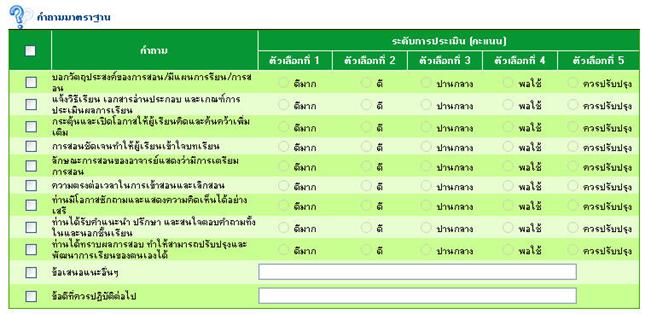 คำถามมาตราฐาน
คำถาม ระดับการประเมิน (คะแนน)
ตัวเลือกที่ 1 ตัวเลือกที่ 2 ตัวเลือกที่ 3 ตัวเลือกที่ 4 ตัวเลือกที่ 5
บอกวัตถุประสงค์ของการสอน/มีแผนการเรียน/การส
อน ดีมาก ดี ปานกลาง พอใช้ ควรปรับปรุง
แจ้งวิธีเรียน เอกสารอ่านประกอบ และเกณฑ์การ
ประเมินผลการเรียน ดีมาก ดี ปานกลาง พอใช้ ควรปรับปรุง
กระตุ้นและเปิดโอกาสให้ผู้เรียนคิดและค้นคว้าเพิ่ม
เติม ดีมาก ดี ปานกลาง พอใช้ ควรปรับปรุง
การสอนชัดเจนทำให้ผู้เรียนเข้าใจบทเรียน ดีมาก ดี ปานกลาง พอใช้ ควรปรับปรุง
ลักษณะการสอนของอาจารย์แสดงว่ามีการเตรียม
การสอน ดีมาก ดี ปานกลาง พอใช้ ควรปรับปรุง
ความตรงต่อเวลาในการเข้าสอนและเลิกสอน ดีมาก ดี ปานกลาง พอใช้ ควรปรับปรุง
ท่านมีโอกาสซักถามและแสดงความคิดเห็นได้อย่าง
เสรี ดีมาก ดี ปานกลาง พอใช้ ควรปรับปรุง
ท่านได้รับคำแนะนำ ปรึกษา และสนใจตอบคำถามทั้ง
ในและนอกชั้นเรียน ดีมาก ดี ปานกลาง พอใช้ ควรปรับปรุง
ท่านได้ทราบผลการสอบ ทำให้สามารถปรับปรุงและ
พัฒนาการเรียนของตนเองได้ ดีมาก ดี ปานกลาง พอใช้ ควรปรับปรุง
ข้อเสนอแนะอื่นๆ
ข้อดีที่ควรปฏิบัติต่อไป